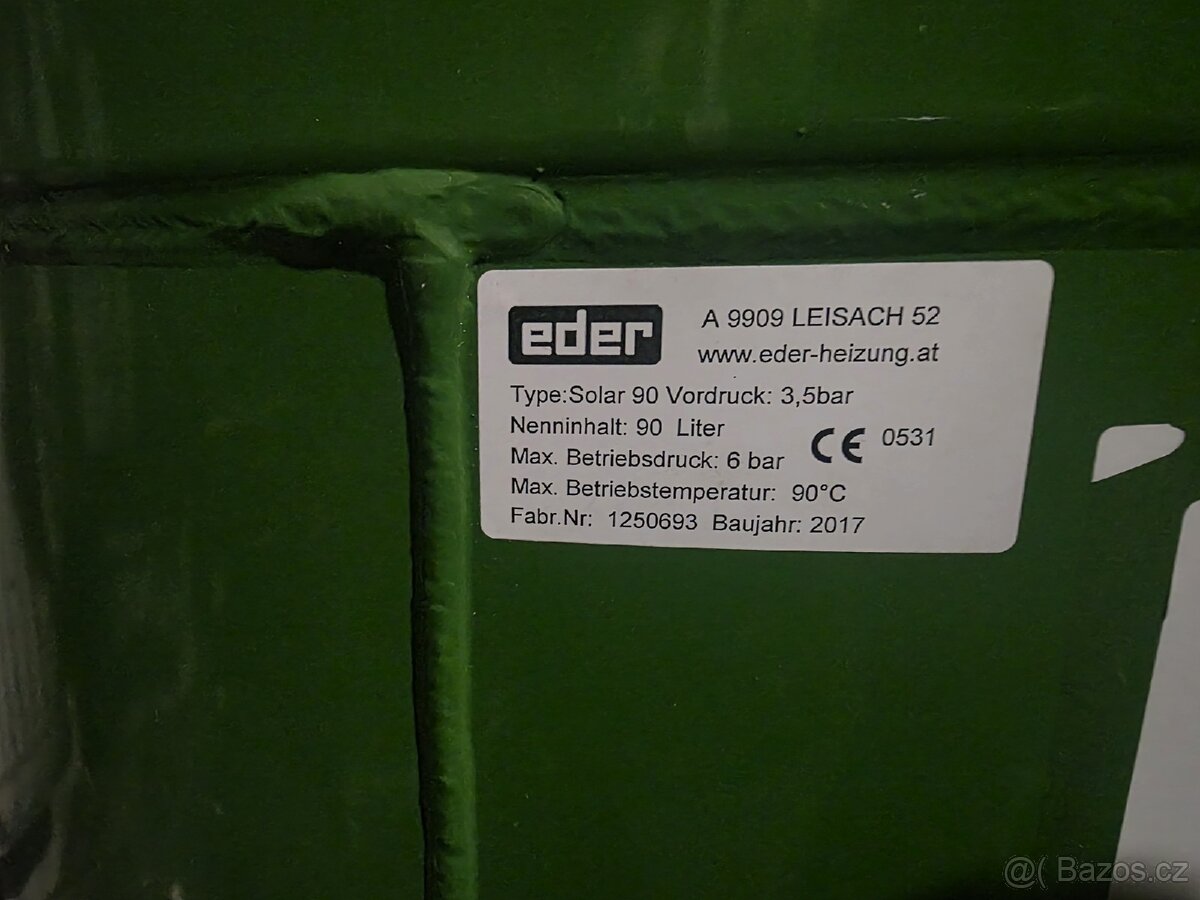 eder
A 9909 LEISACH 52
www.eder-heizung.at
Type:Solar 90 Vordruck: 3,5bar
Nenninhalt: 90 Liter
CE 0531
Max. Betriebsdruck: 6 bar
Max. Betriebstemperatur: 90°C
Fabr.Nr: 1250693 Baujahr: 2017
@( Bazos.cz